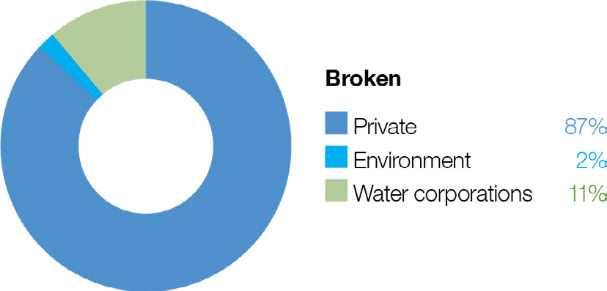 Broken
Private 87%
Environment 2%
Water corporations 11%